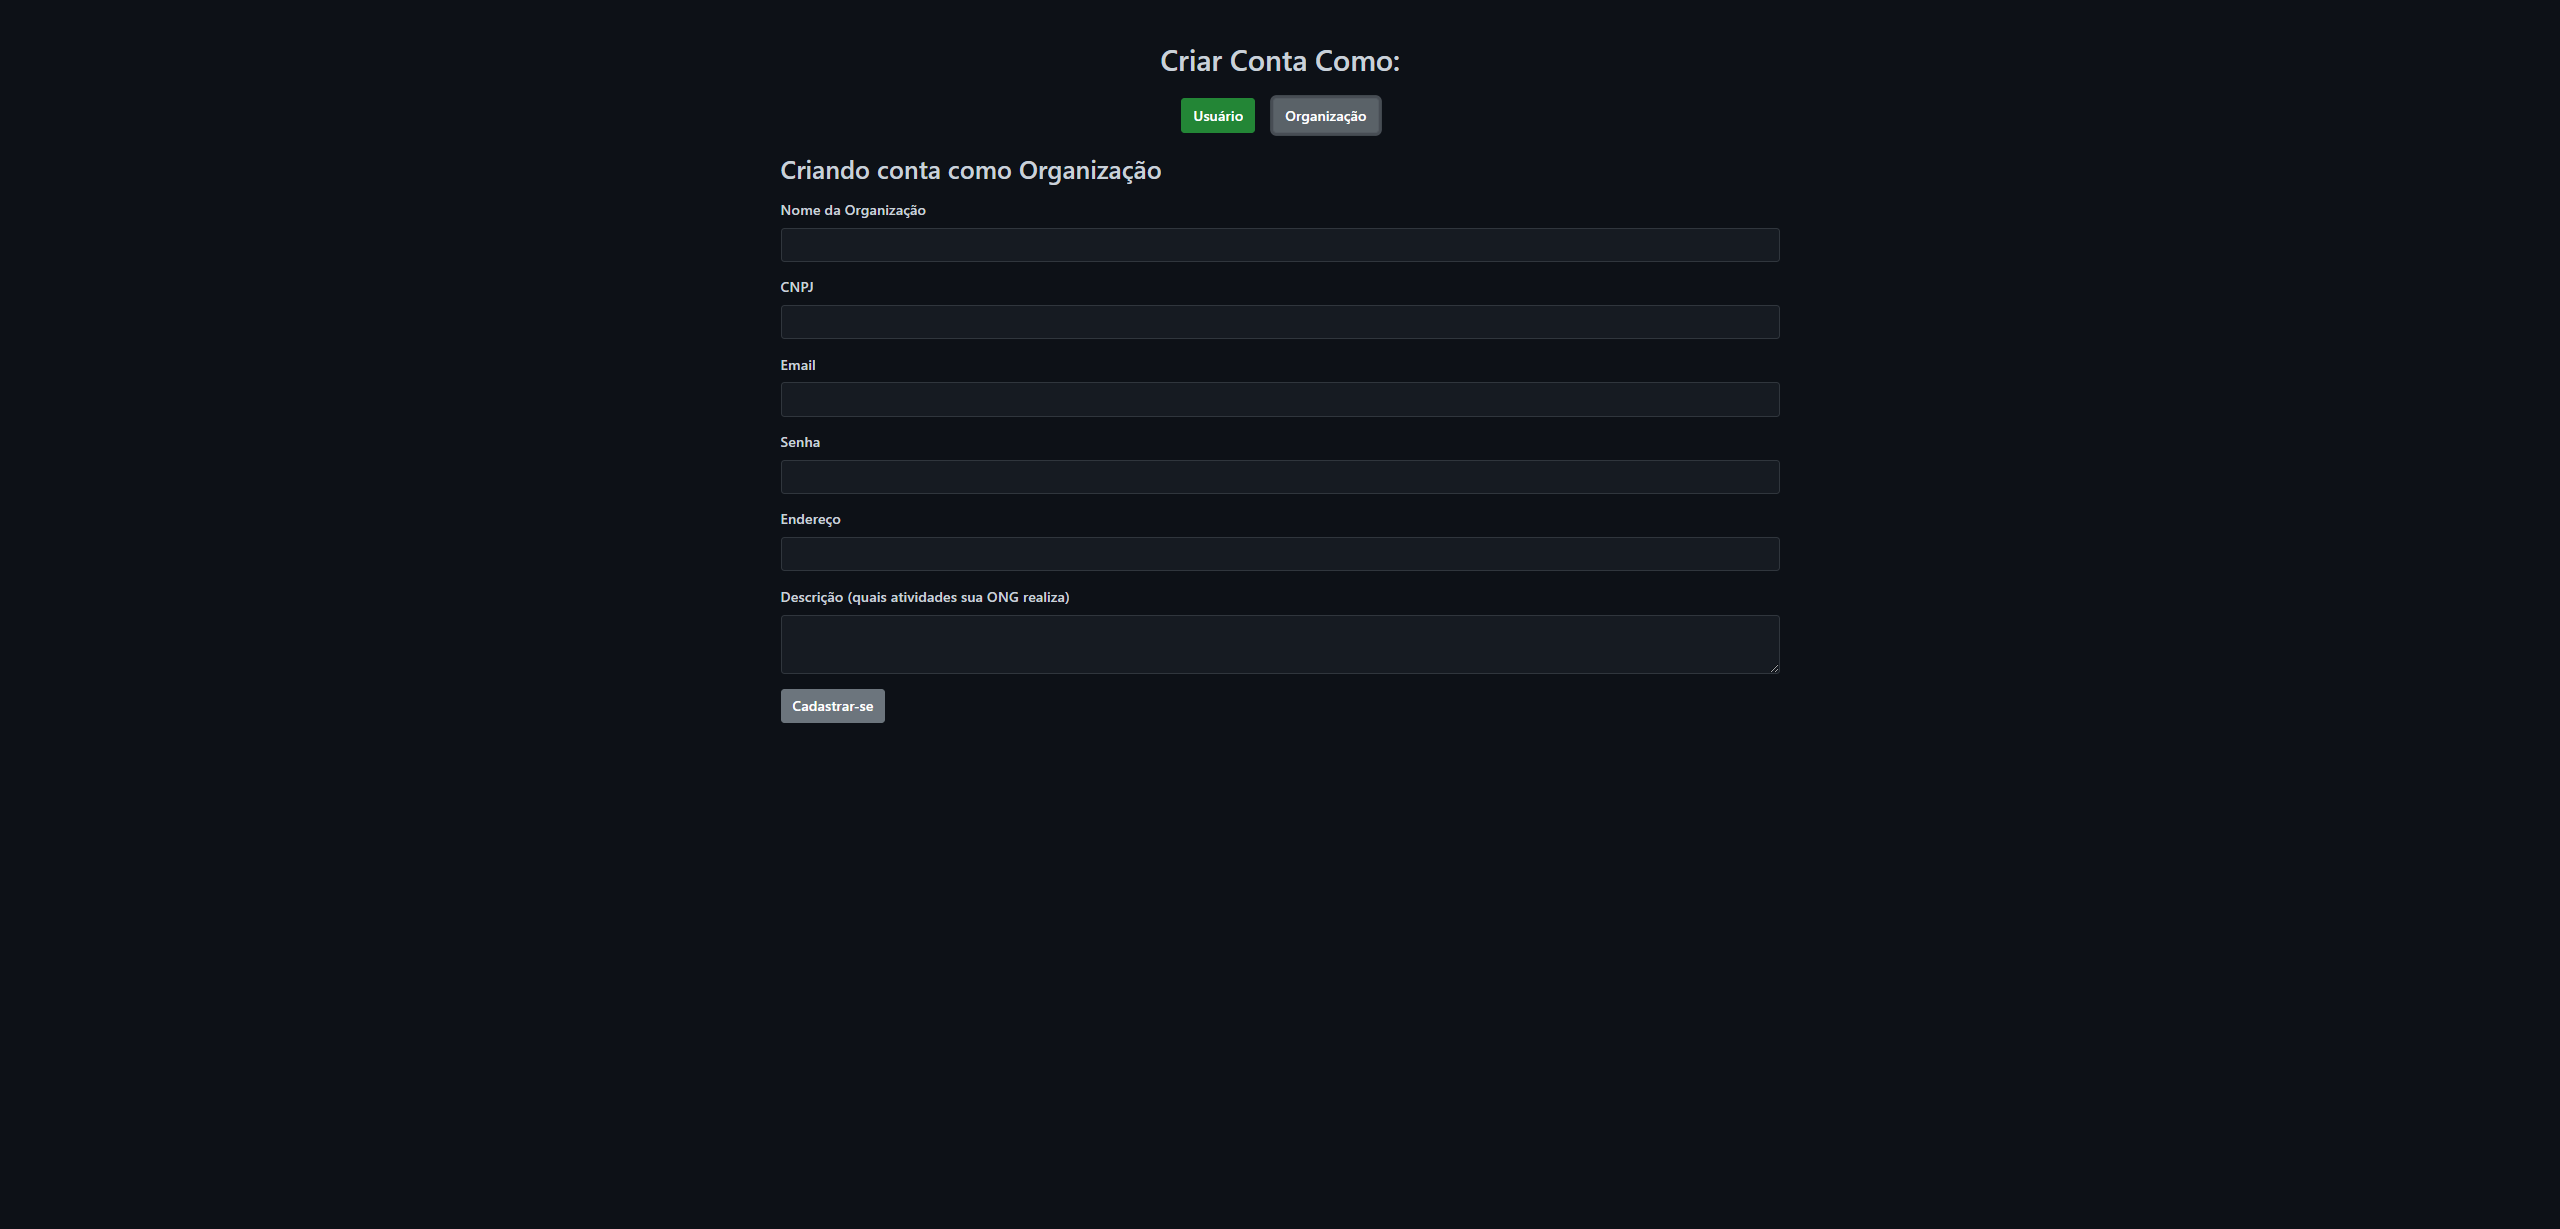 Criar Conta Como:
Usuário Organização
Criando conta como Organização
Nome da Organização
CNPJ
Email
Senha
Endereço
Descrição (quais atividades sua ONG realiza)
Cadastrar-se